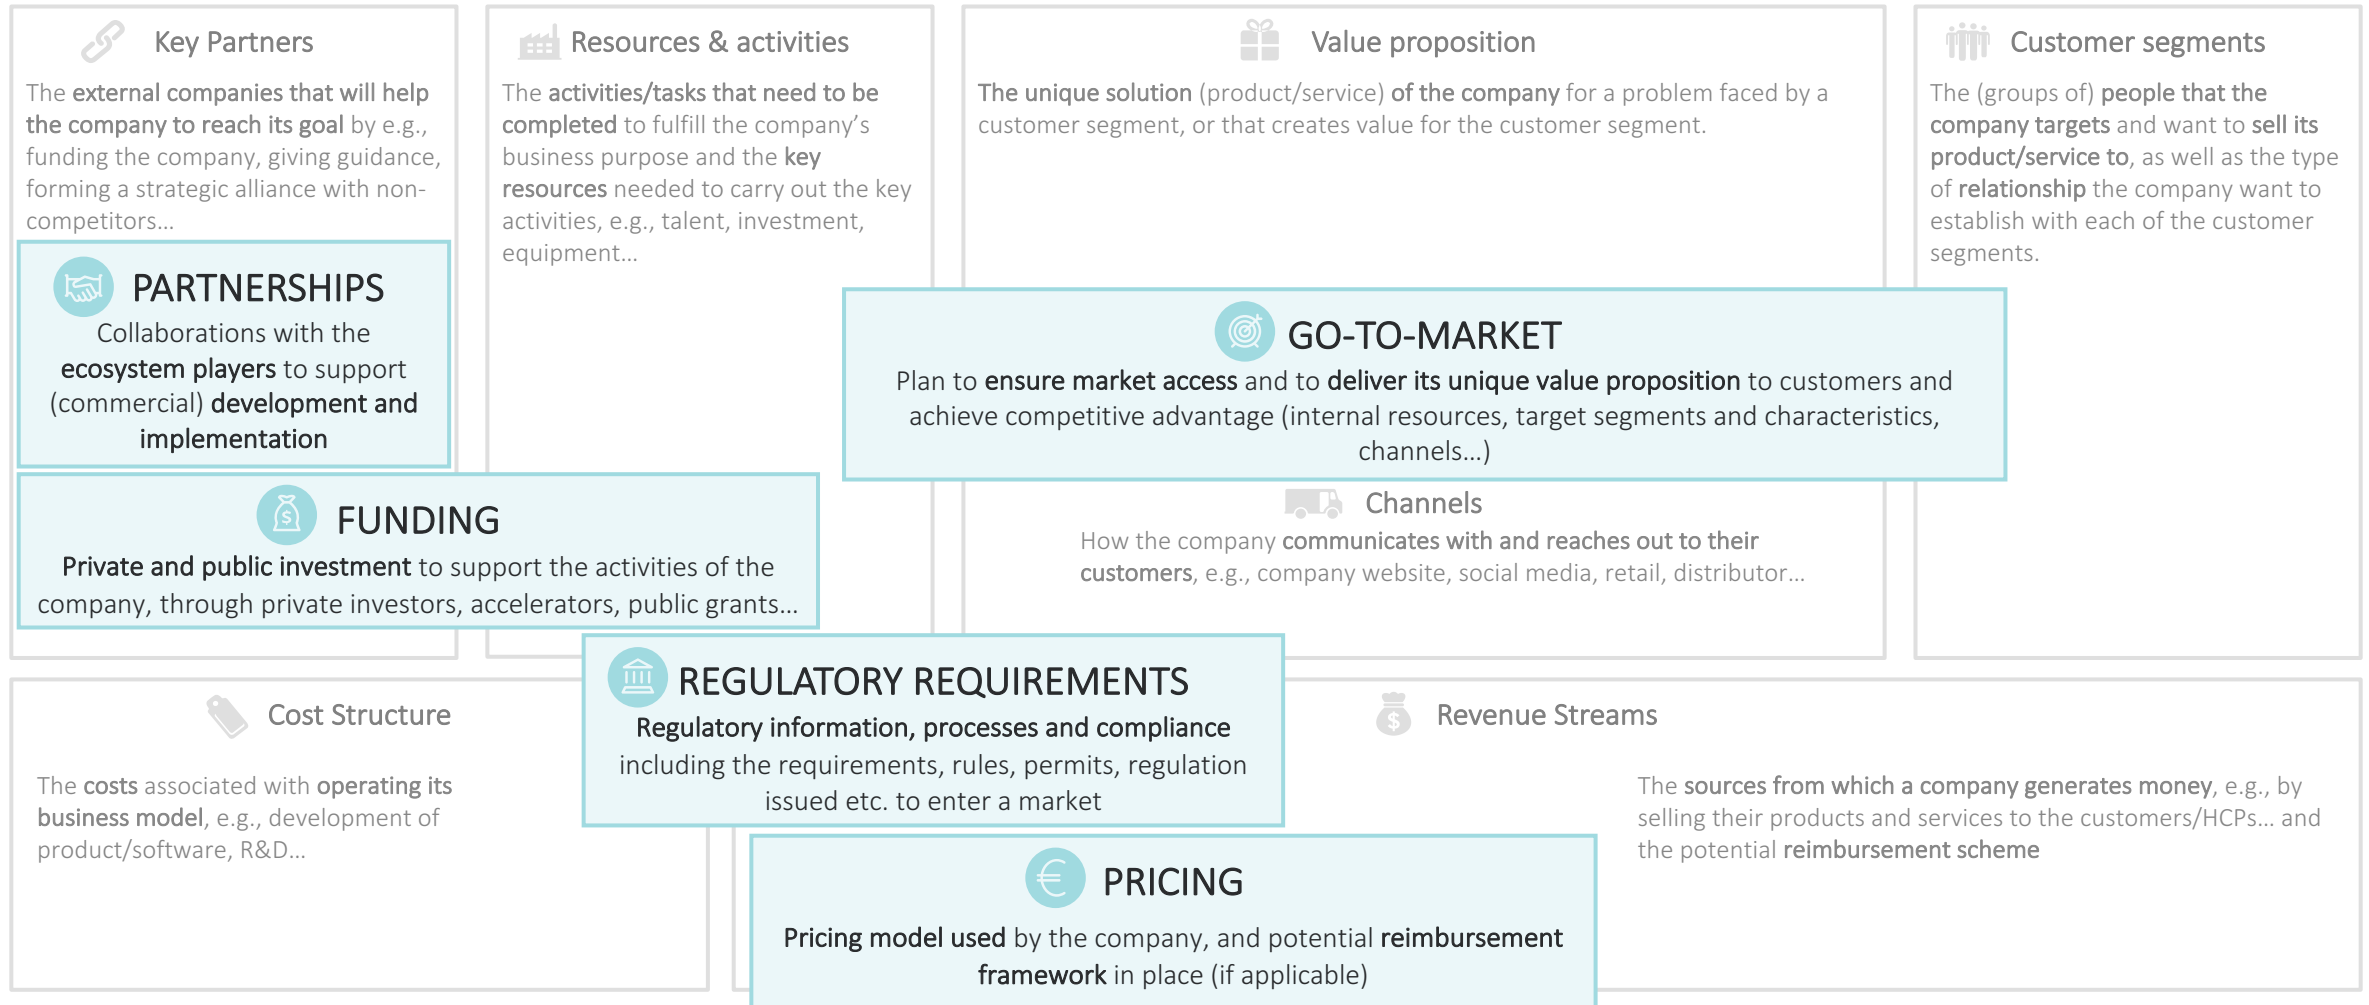 Key Partners
The external companies that will help
the company to reach its goal by e.g.,
funding the company, giving guidance,
forming a strategic alliance with non-
competitors...
PARTNERSHIPS
Collaborations with the
ecosystem players to support
(commercial) development and
implementation
Resources & activities
The activities/tasks that need to be
completed to fulfill the company's
business purpose and the key
resources needed to carry out the key
activities, e.g., talent, investment,
equipment...
FUNDING
Private and public investment to support the activities of the
company, through private investors, accelerators, public grants...
Value proposition
The unique solution (product/service) of the company for a problem faced by a
customer segment, or that creates value for the customer segment.
Customer segments
The (groups of) people that the
company targets and want to sell its
product/service to, as well as the type
of relationship the company want to
establish with each of the customer
segments.
GO-TO-MARKET
Plan to ensure market access and to deliver its unique value proposition to customers and
achieve competitive advantage (internal resources, target segments and characteristics,
channels...)
Channels
How the company communicates with and reaches out to their
customers, e.g., company website, social media, retail, distributor...
REGULATORY REQUIREMENTS
Regulatory information, processes and compliance
including the requirements, rules, permits, regulation
issued etc. to enter a market
Cost Structure
The costs associated with operating its
business model, e.g., development of
product/software, R&D...
Revenue Streams
The sources from which a company generates money, e.g., by
selling their products and services to the customers/HCPs... and
the potential reimbursement scheme
PRICING
Pricing model used by the company, and potential reimbursement
framework in place (if applicable)